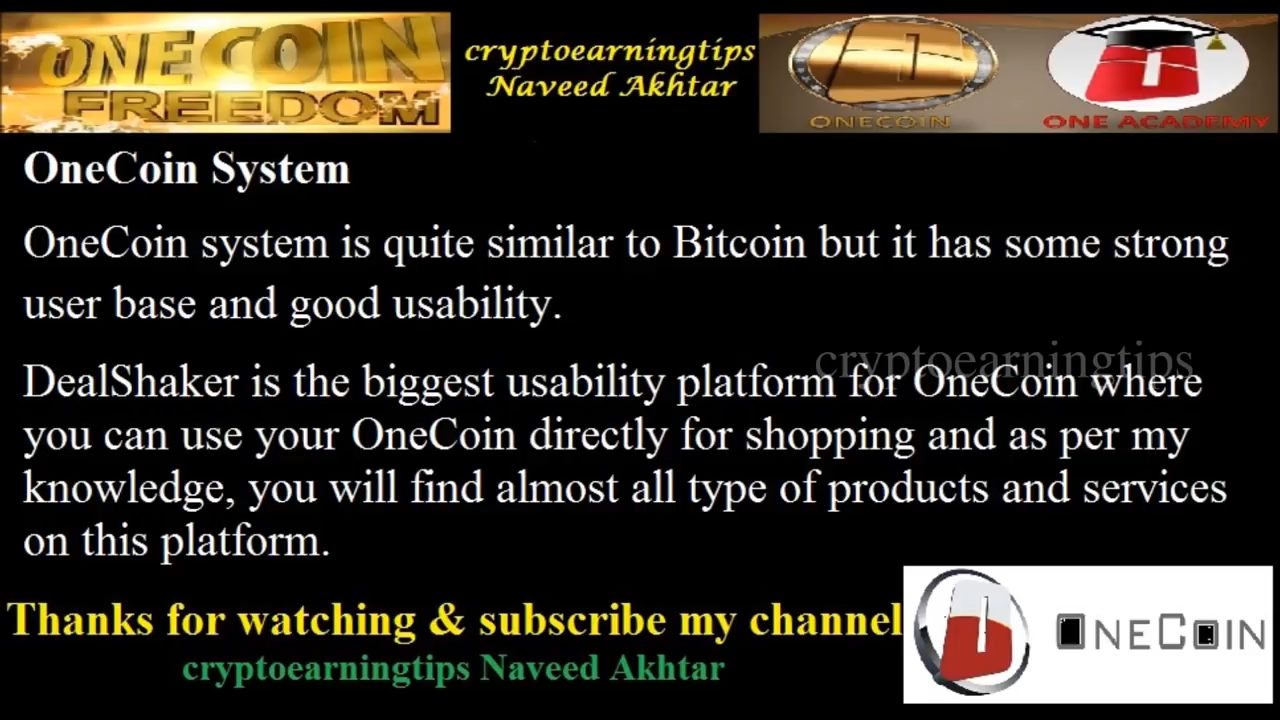 ONE COIN
FREEDOM
cryptoearningtips
Naveed Akhtar
ONECOIN
ONE ACADEMY
OneCoin System
OneCoin system is quite similar to Bitcoin but it has some strong
user base and good usability.
cryptoearningtips
DealShaker is the biggest usability platform for OneCoin where
you can use your OneCoin directly for shopping and as per my
knowledge, you will find almost all type of products and services
on this platform.
Thanks for watching & subscribe my channel
cryptoearningtips Naveed Akhtar
ONECOIN